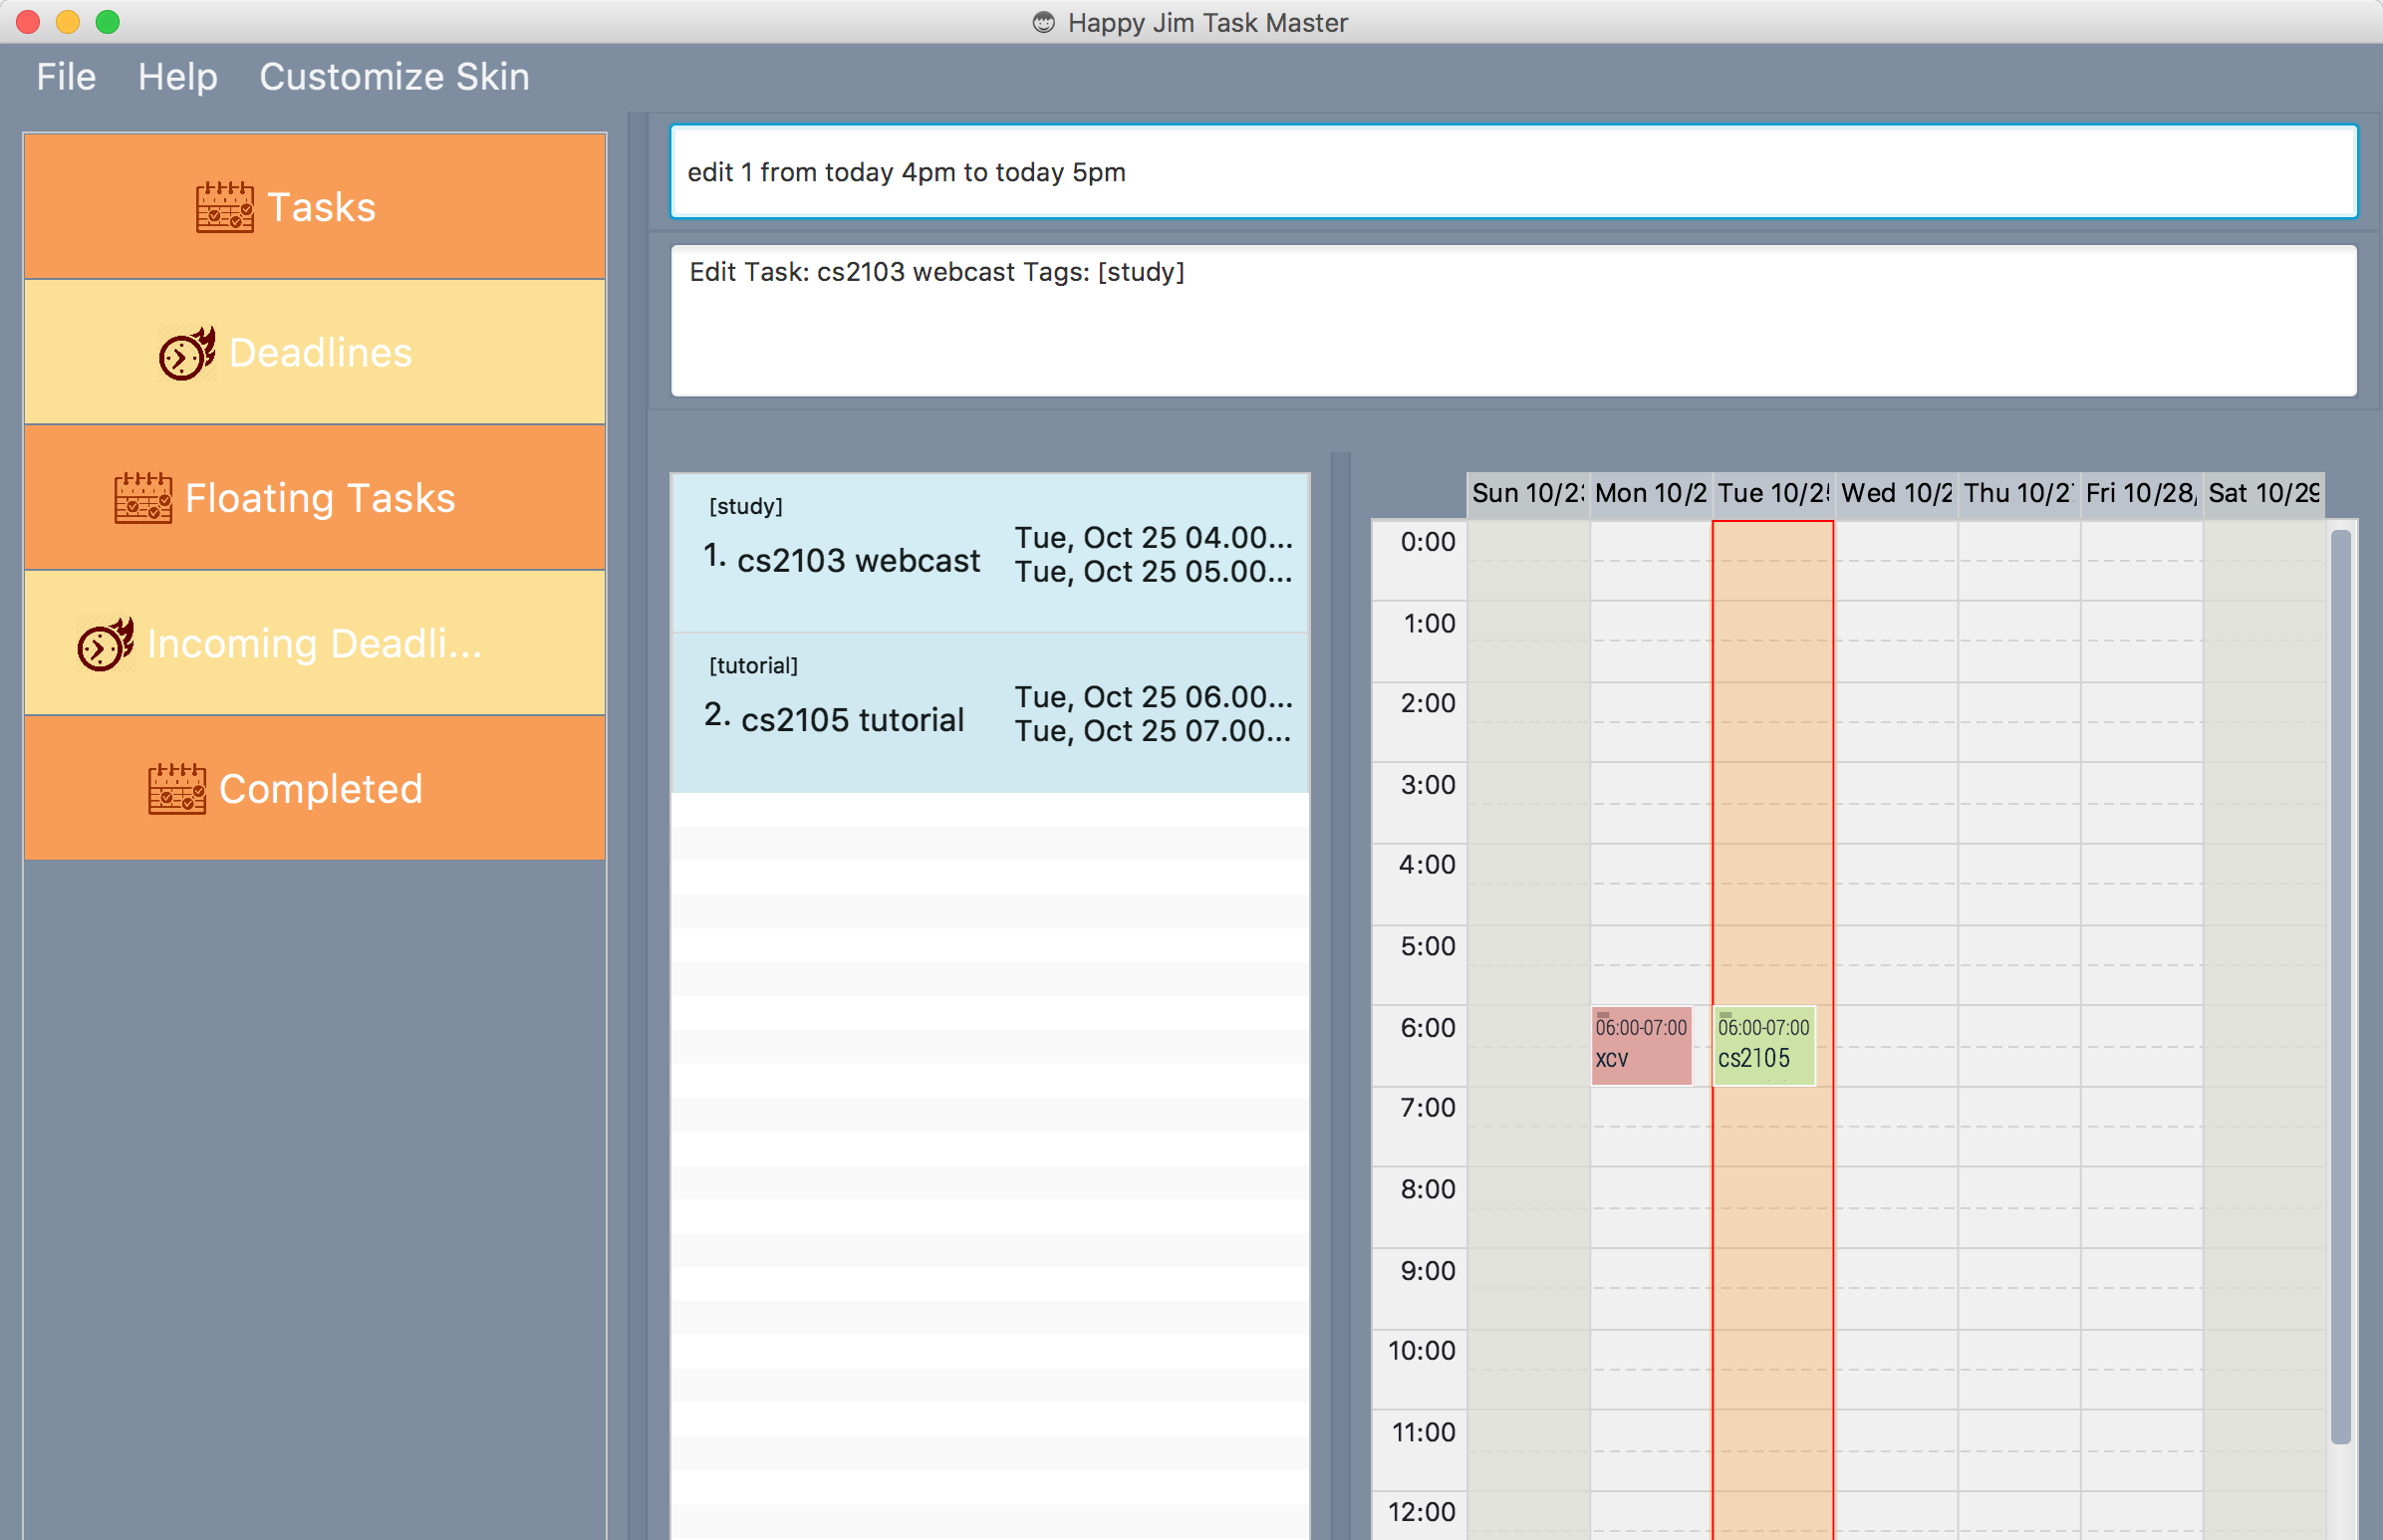 Happy Jim Task Master
File Help Customize Skin
Tasks
Deadlines
Floating Tasks
Incoming Deadli...
Completed
edit 1 from today 4pm to today 5pm
Edit Task: cs2103 webcast Tags: [study]
[study]
1. cs2103 webcast
Tue, Oct 25 04.00...
Tue, Oct 25 05.00...
[tutorial]
2. cs2105 tutorial
Tue, Oct 25 06.00...
Tue, Oct 25 07.00...
Sun 10/23 Mon 10/2 Tue 10/25 Wed 10/2 Thu 10/27 Fri 10/28, Sat 10/29
0:00
1:00
2:00
3:00
4:00
5:00
6:00
06:00-07:00
xcv
06:00-07:00
cs2105
7:00
8:00
9:00
10:00
11:00
12:00